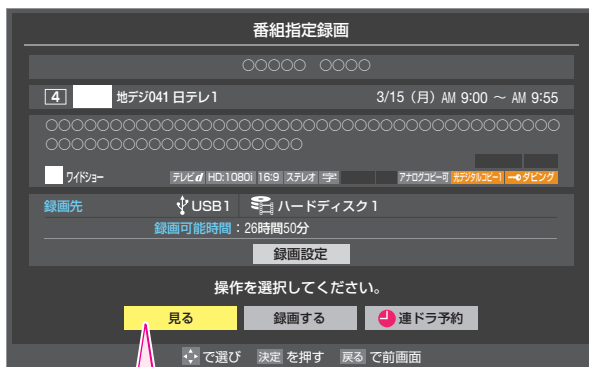 番組指定録画
○○○○○ ○○○○
4 地デジ041 日テレ1 3/15（月）AM 9:00 ～ AM 9:55
○○○○○○○○○○○○○○○○○○○○○○○○○○○○○○○○○○○○○○○○
○○○○○○○○○○○○○○○○○○○○
ワイドショー テレビd HD:1080i 16:9 ステレオ 字 アナログコピー可 光デジタルコピー1 ダビング
録画先 USB1 ハードディスク1
録画可能時間：26時間50分
録画設定
操作を選択してください。
見る 録画する 連ドラ予約
で選び 決定 を押す 戻る で前画面